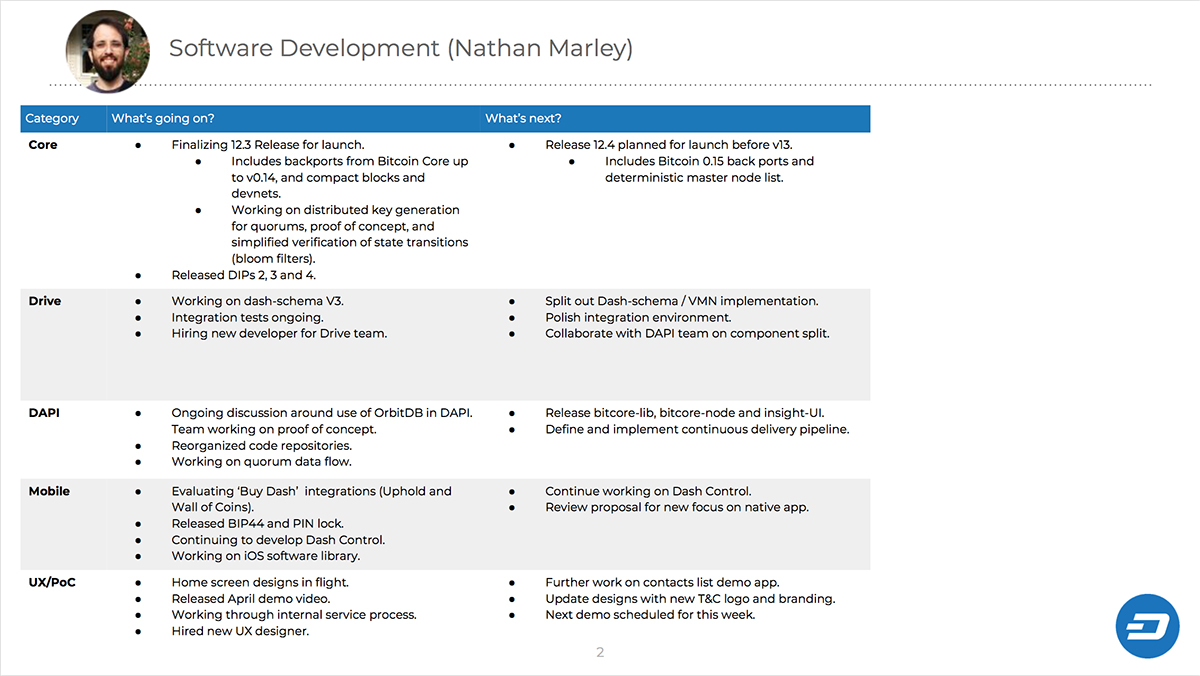 Software Development (Nathan Marley)
Category What's going on? What's next?
Core
● Finalizing 12.3 Release for launch.
● Includes backports from Bitcoin Core up
to v0.14, and compact blocks and
devnets.
● Working on distributed key generation
for quorums, proof of concept, and
simplified verification of state transitions
(bloom filters).
● Released DIPs 2, 3 and 4.
● Release 12.4 planned for launch before v13.
● Includes Bitcoin 0.15 back ports and
deterministic master node list.
Drive
● Working on dash-schema V3.
● Integration tests ongoing.
● Hiring new developer for Drive team.
● Split out Dash-schema / VMN implementation.
● Polish integration environment.
● Collaborate with DAPI team on component split.
DAPI
● Ongoing discussion around use of OrbitDB in DAPI.
Team working on proof of concept.
● Reorganized code repositories.
● Working on quorum data flow.
● Release bitcore-lib, bitcore-node and insight-UI.
● Define and implement continuous delivery pipeline.
Mobile
● Evaluating ‘Buy Dash’ integrations (Uphold and
Wall of Coins).
● Released BIP44 and PIN lock.
● Continuing to develop Dash Control.
● Working on iOS software library.
● Continue working on Dash Control.
● Review proposal for new focus on native app.
UX/PoC
● Home screen designs in flight.
● Released April demo video.
● Working through internal service process.
● Hired new UX designer.
● Further work on contacts list demo app.
● Update designs with new T&C logo and branding.
● Next demo scheduled for this week.
2